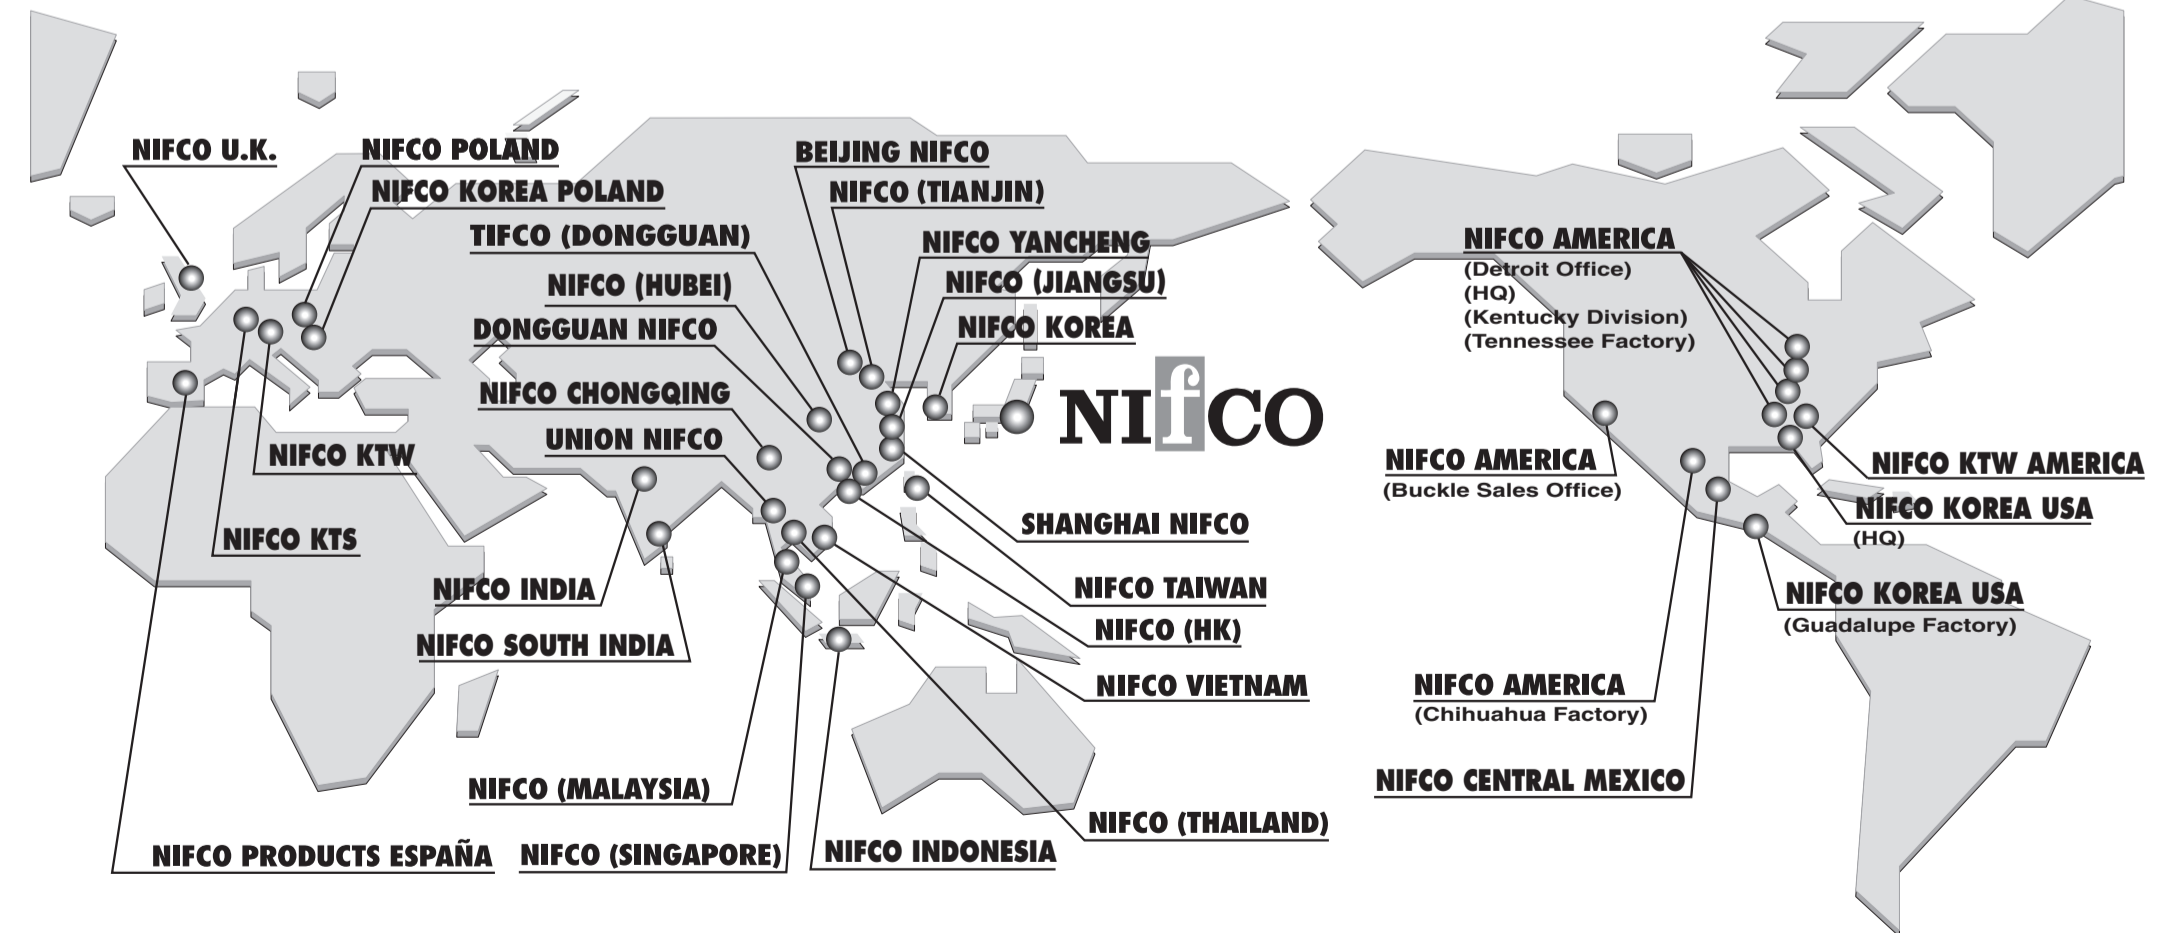 NIFCO U.K.
NIFCO POLAND
NIFCO KOREA POLAND
TIFCO (DONGGUAN)
NIFCO (HUBEI)
DONGGUAN NIFCO
NIFCO CHONGQING
UNION NIFCO
BEIJING NIFCO
NIFCO (TIANJIN)
NIFCO YANCHENG
NIFCO (JIANGSU)
NIFCO KOREA
NIfCO
NIFCO KTW
NIFCO KTS
NIFCO INDIA
NIFCO SOUTH INDIA
SHANGHAI NIFCO
NIFCO TAIWAN
NIFCO (HK)
NIFCO VIETNAM
NIFCO (MALAYSIA)
NIFCO (THAILAND)
NIFCO PRODUCTS ESPAÑA
NIFCO (SINGAPORE)
NIFCO INDONESIA
NIFCO AMERICA
(Detroit Office)
(HQ)
(Kentucky Division)
(Tennessee Factory)
NIFCO AMERICA
(Buckle Sales Office)
NIFCO KTW AMERICA
NIFCO KOREA USA
(HQ)
NIFCO KOREA USA
(Guadalupe Factory)
NIFCO AMERICA
(Chihuahua Factory)
NIFCO CENTRAL MEXICO